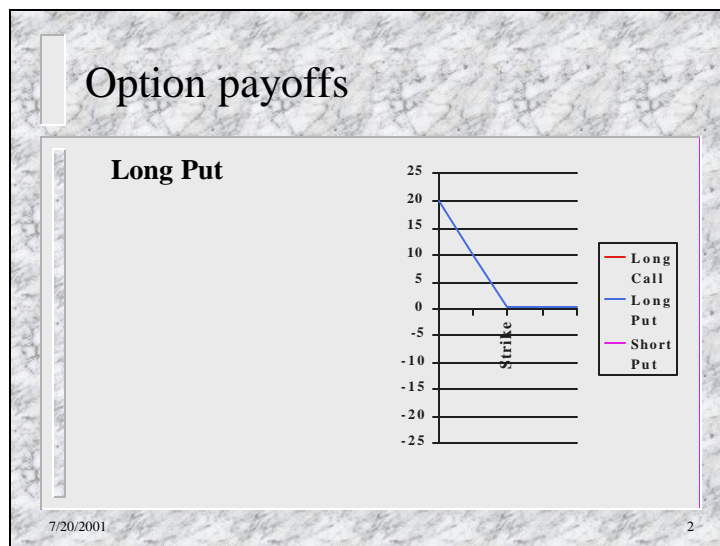 Option payoffs
Long Put
25
20
15
10
5
0
-5
-10
-15
-20
-25
Strike
Long
Call
Long
Put
Short
Put
7/20/2001
2